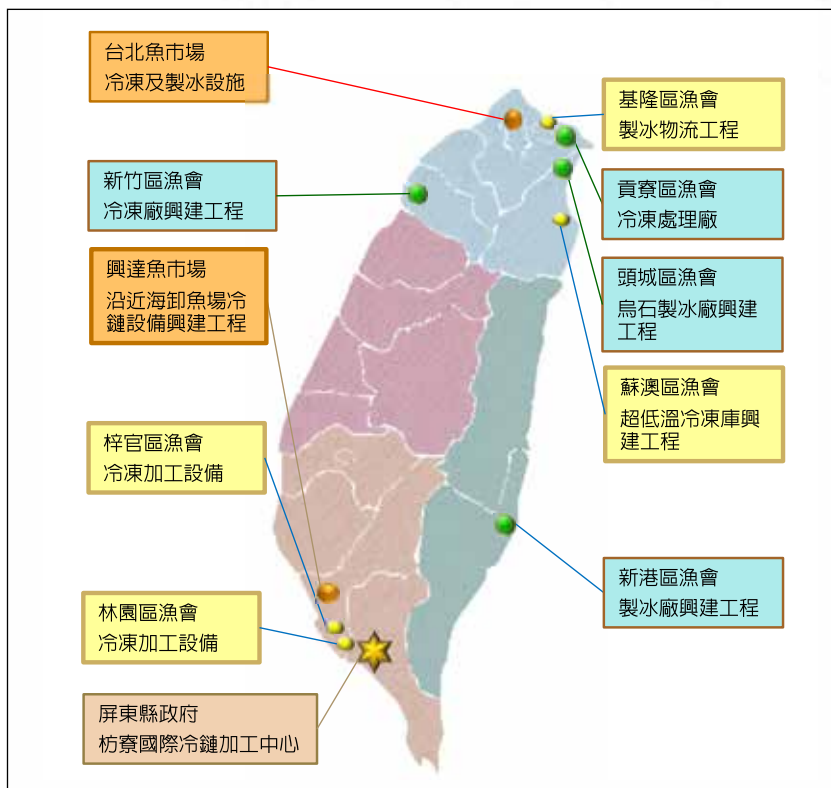 台北魚市場
冷凍及製冰設施
新竹區漁會
冷凍廠興建工程
興達魚市場
沿近海卸魚場冷
鏈設備興建工程
梓官區漁會
冷凍加工設備
林園區漁會
冷凍加工設備
屏東縣政府
枋寮國際冷鏈加工中心
基隆區漁會
製冰物流工程
貢寮區漁會
冷凍處理廠
頭城區漁會
烏石製冰廠興建
工程
蘇澳區漁會
超低溫冷凍庫興
建工程
新港區漁會
製冰廠興建工程